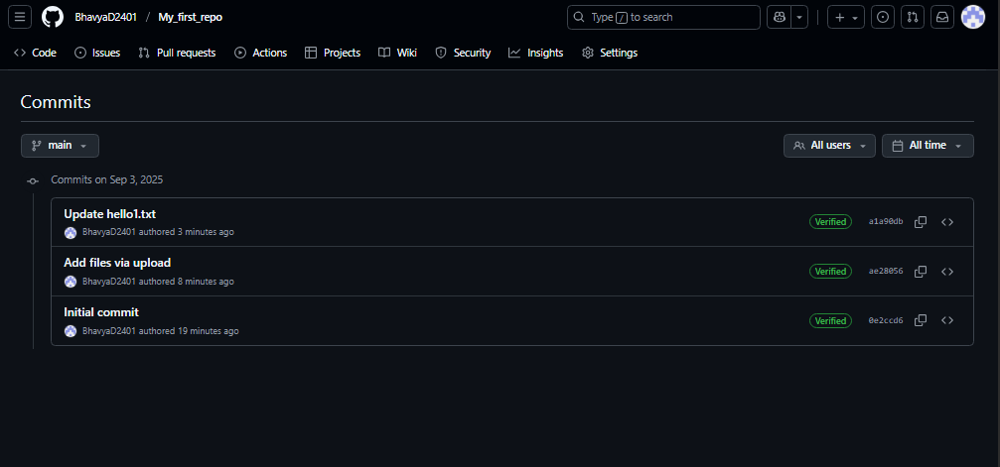 BhavyaD2401 / My_first_repo
Type / to search
Code
Issues
Pull requests
Actions
Projects
Wiki
Security
Insights
Settings
Commits
main
All users
All time
Commits on Sep 3, 2025
Update hello1.txt
BhavyaD2401 authored 3 minutes ago
Verified
a1a90db
Add files via upload
BhavyaD2401 authored 8 minutes ago
Verified
ae28056
Initial commit
BhavyaD2401 authored 19 minutes ago
Verified
0e2ccd6